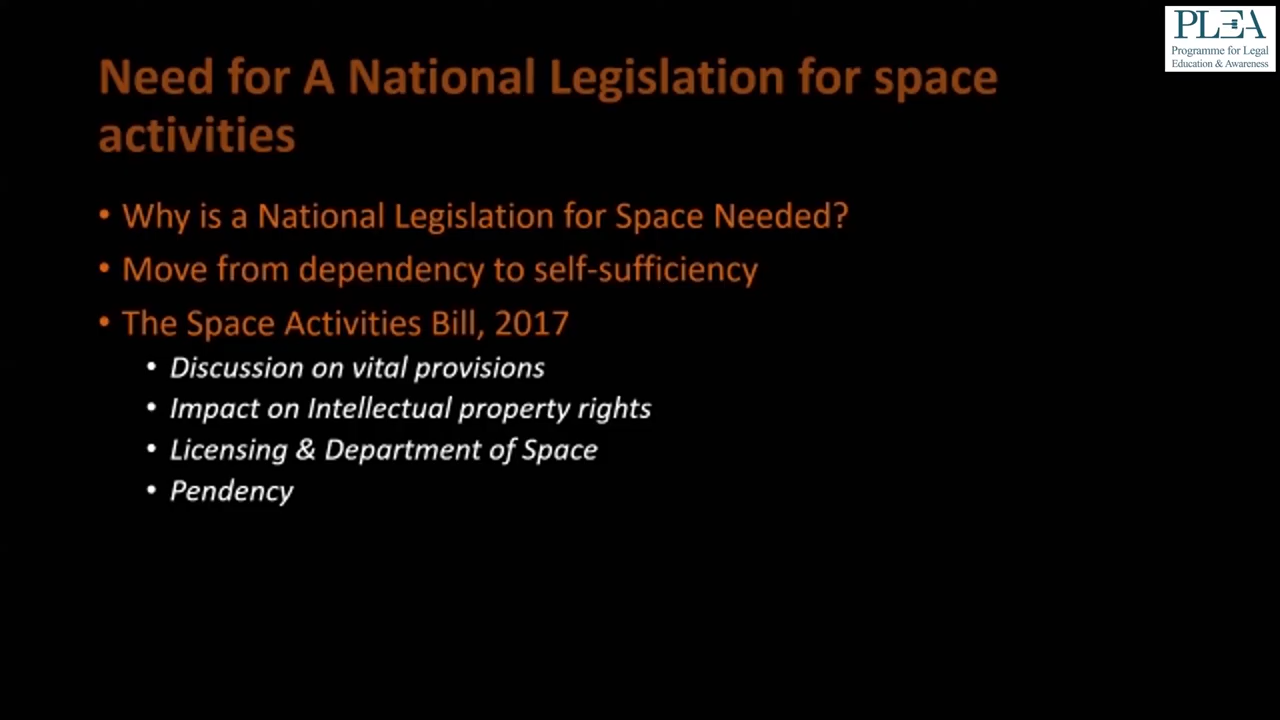 PLEA
Programme for Legal
Education & Awareness
Need for A National Legislation for space
activities
• Why is a National Legislation for Space Needed?
• Move from dependency to self-sufficiency
• The Space Activities Bill, 2017
• Discussion on vital provisions
• Impact on Intellectual property rights
• Licensing & Department of Space
• Pendency